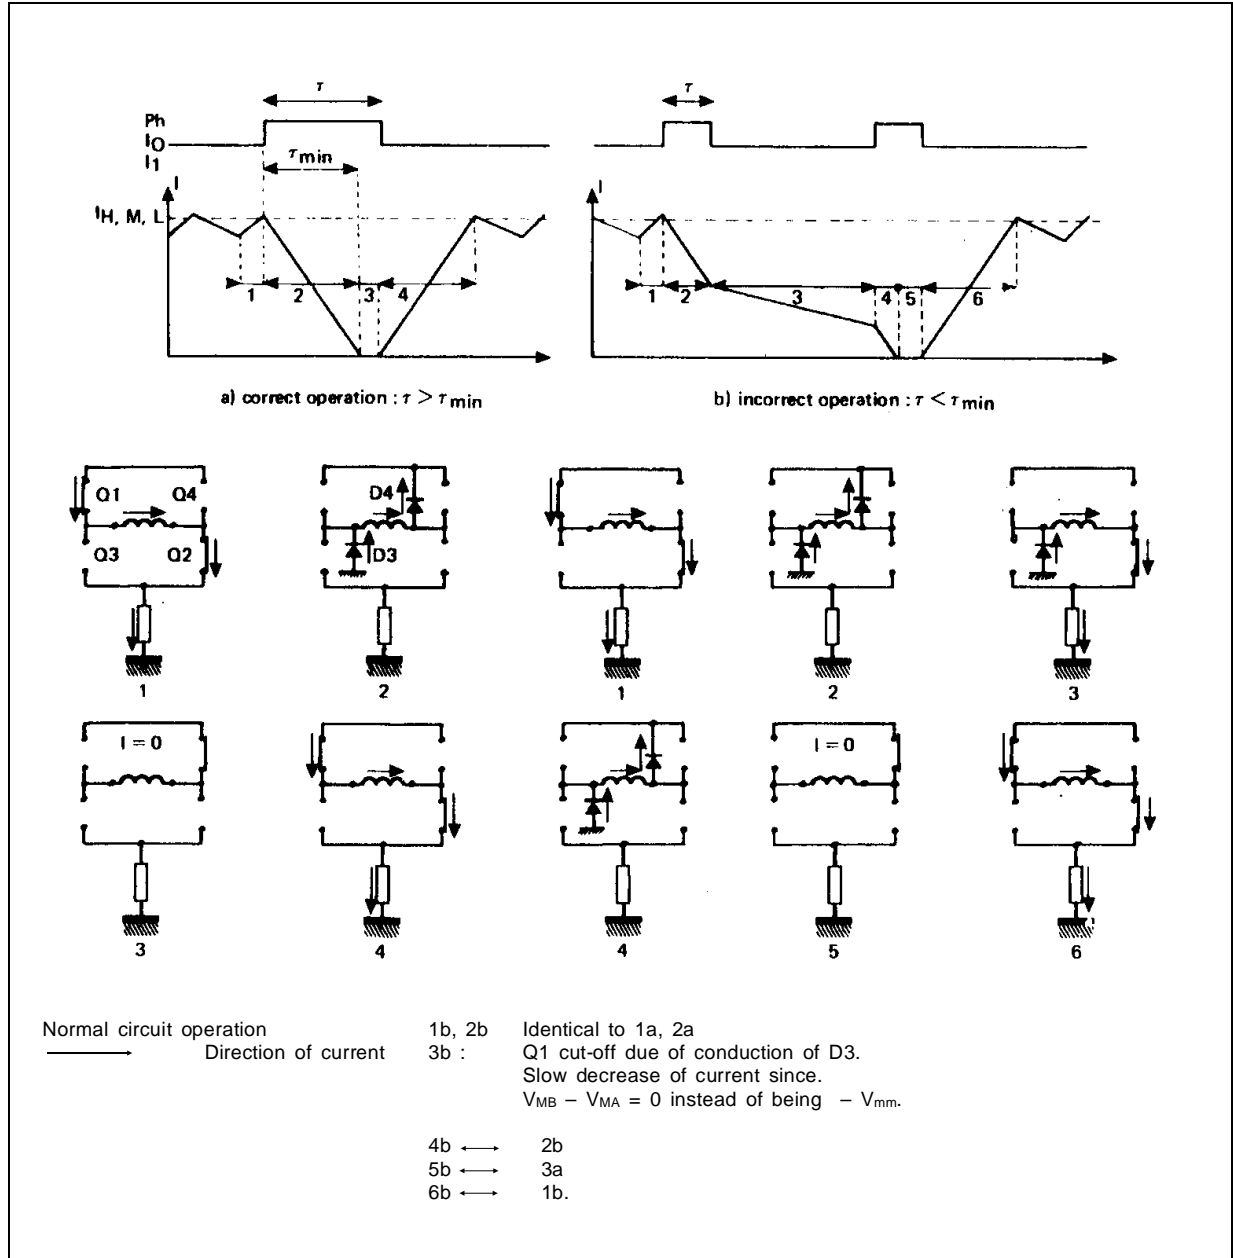 τ
Ph
I0
I1
τmin
I
IH, M, L
1 2 3 4
a) correct operation : τ > τmin
τ
I
1 2 3 4 5 6
b) incorrect operation : τ < τmin
Q1 Q4
Q3 Q2
1
D4
D3
2
1
2
3
I = 0
3
4
4
I = 0
5
6
Normal circuit operation
Direction of current
1b, 2b Identical to 1a, 2a
3b : Q1 cut-off due of conduction of D3.
Slow decrease of current since.
VMB – VMA = 0 instead of being – Vmm.
4b ⟷ 2b
5b ⟷ 3a
6b ⟷ 1b.